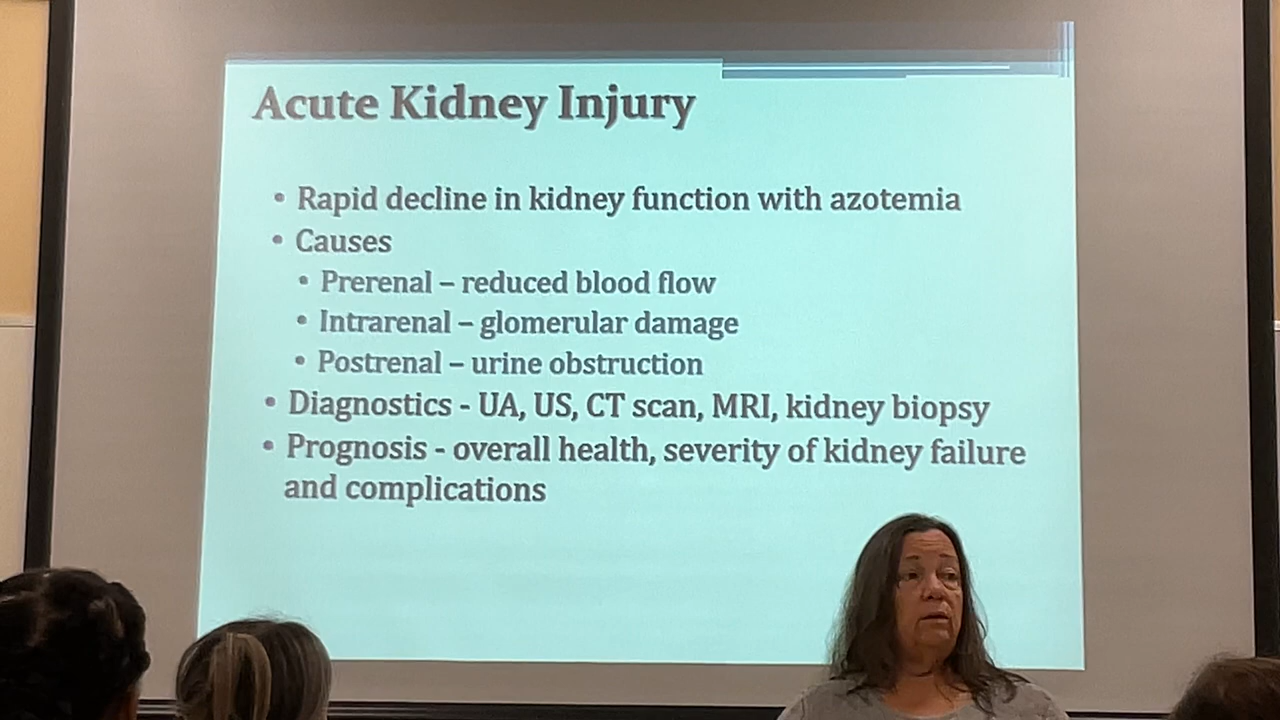 Acute Kidney Injury
• Rapid decline in kidney function with azotemia
• Causes
• Prerenal – reduced blood flow
• Intrarenal – glomerular damage
• Postrenal – urine obstruction
• Diagnostics - UA, US, CT scan, MRI, kidney biopsy
• Prognosis - overall health, severity of kidney failure
and complications